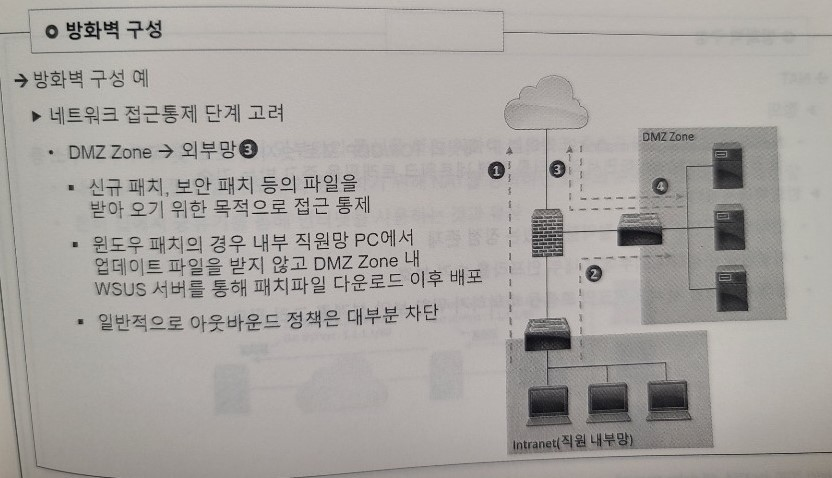 방화벽 구성
→ 방화벽 구성 예
▶ 네트워크 접근통제 단계 고려
• DMZ Zone → 외부망❸
▪ 신규 패치, 보안 패치 등의 파일을
받아 오기 위한 목적으로 접근 통제
▪ 윈도우 패치의 경우 내부 직원망 PC에서
업데이트 파일을 받지 않고 DMZ Zone 내
WSUS 서버를 통해 패치파일 다운로드 이후 배포
▪ 일반적으로 아웃바운드 정책은 대부분 차단
DMZ Zone
❶
❸
❹
❷
Intranet(직원 내부망)